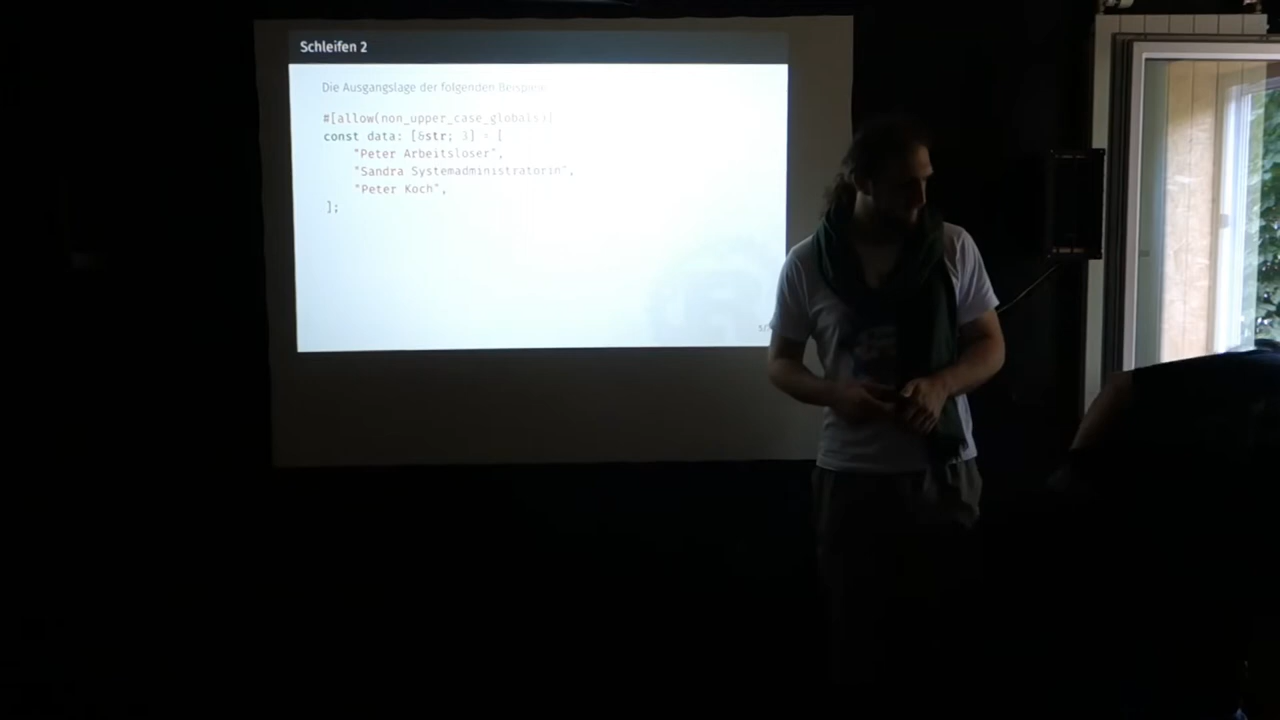 Schleifen 2
Die Ausgangslage der folgenden Beispiele
#[allow(non_upper_case_globals)]
const data: [&str; 3] = [
"Peter Arbeitsloser",
"Sandra Systemadministratorin",
"Peter Koch",
];